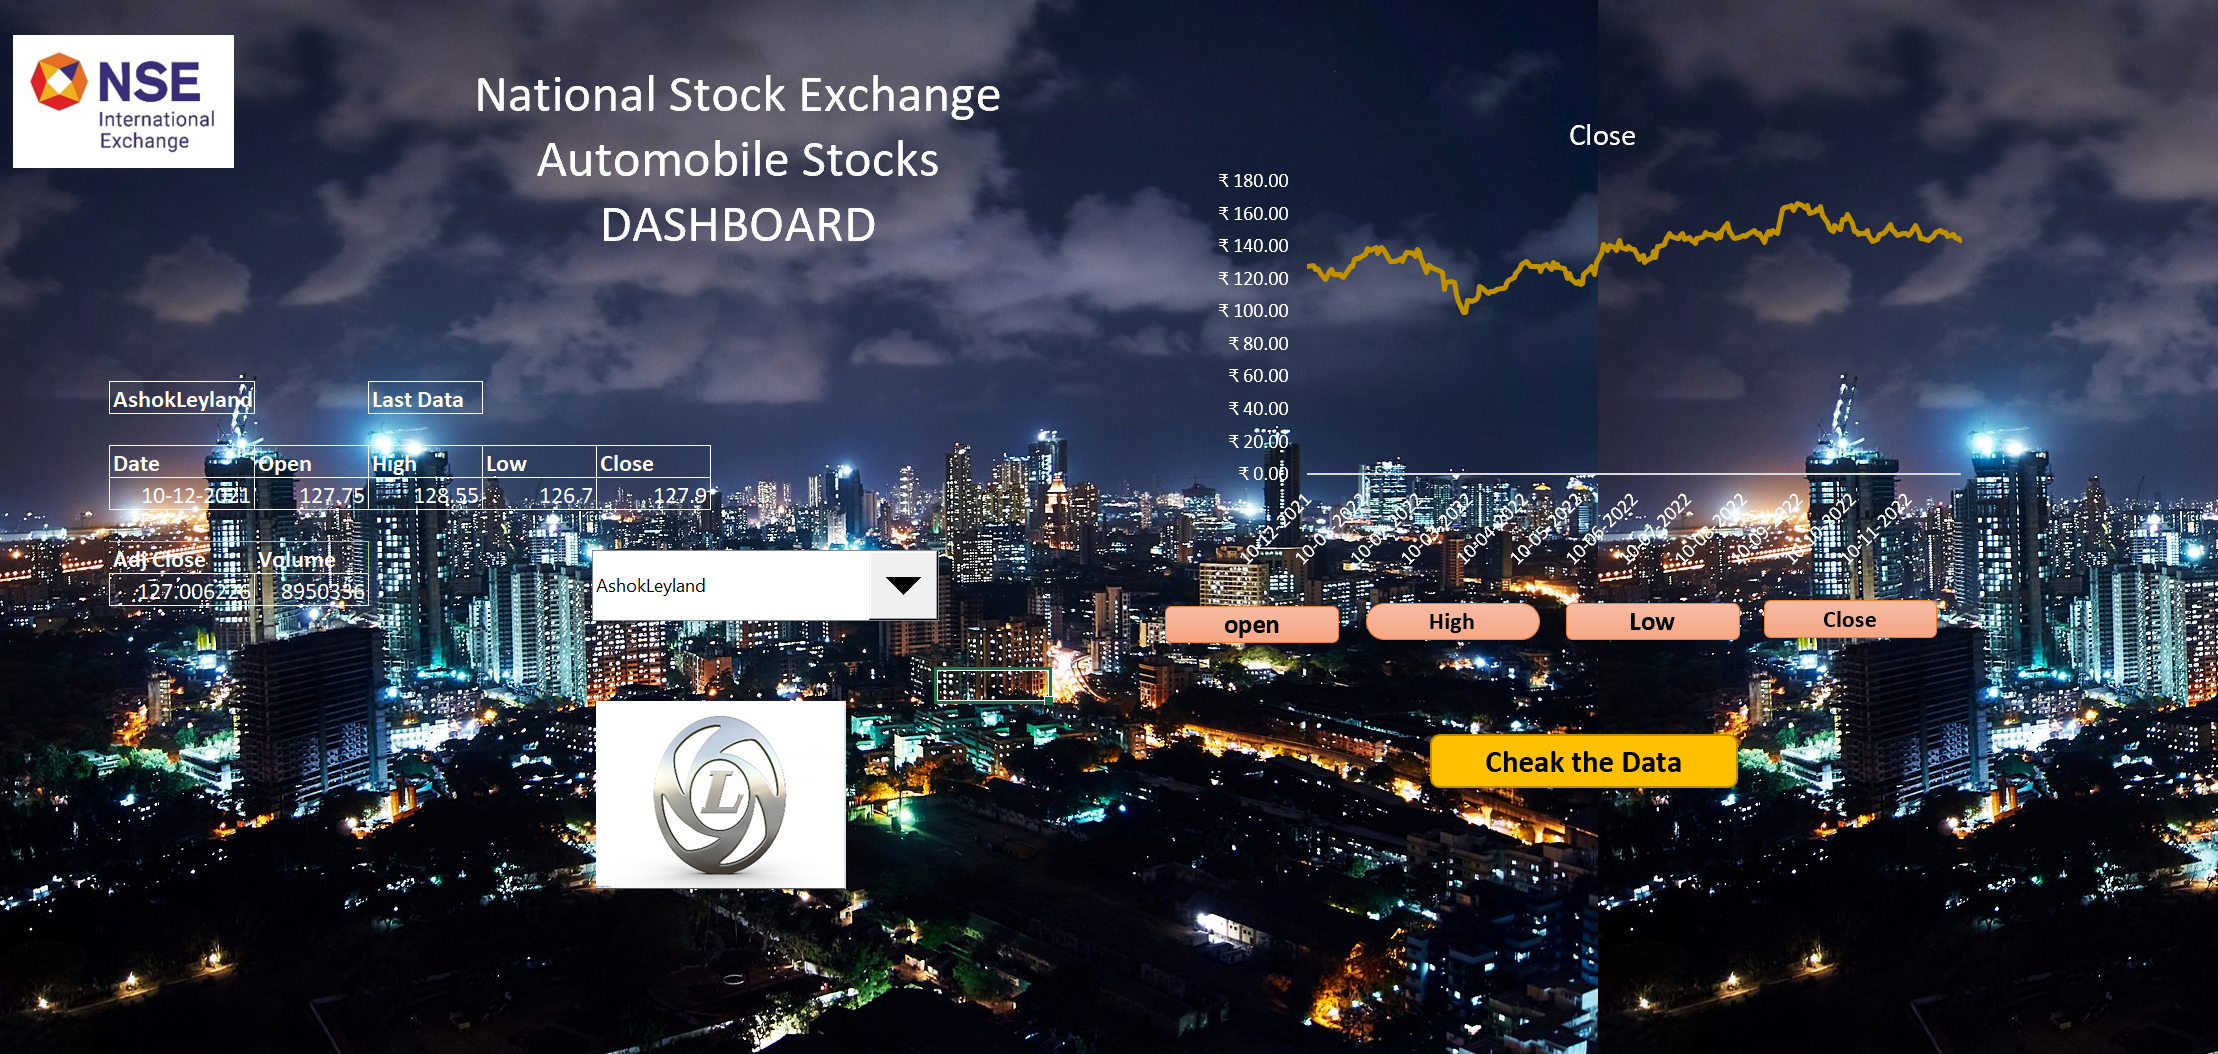 NSE
International
Exchange
National Stock Exchange
Automobile Stocks
DASHBOARD
Close
₹ 180.00
₹ 160.00
₹ 140.00
₹ 120.00
₹ 100.00
₹ 80.00
₹ 60.00
₹ 40.00
₹ 20.00
₹ 0.00
10-12-2021
10-01-2022
10-02-2022
10-03-2022
10-04-2022
10-05-2022
10-06-2022
10-07-2022
10-08-2022
10-09-2022
10-10-2022
10-11-2022
AshokLeyland Last Data
Date Open High Low Close
10-12-2021 127.75 128.55 126.7 127.9
Adj Close Volume
127.006226 8950336
AshokLeyland
open High Low Close
L
Cheak the Data